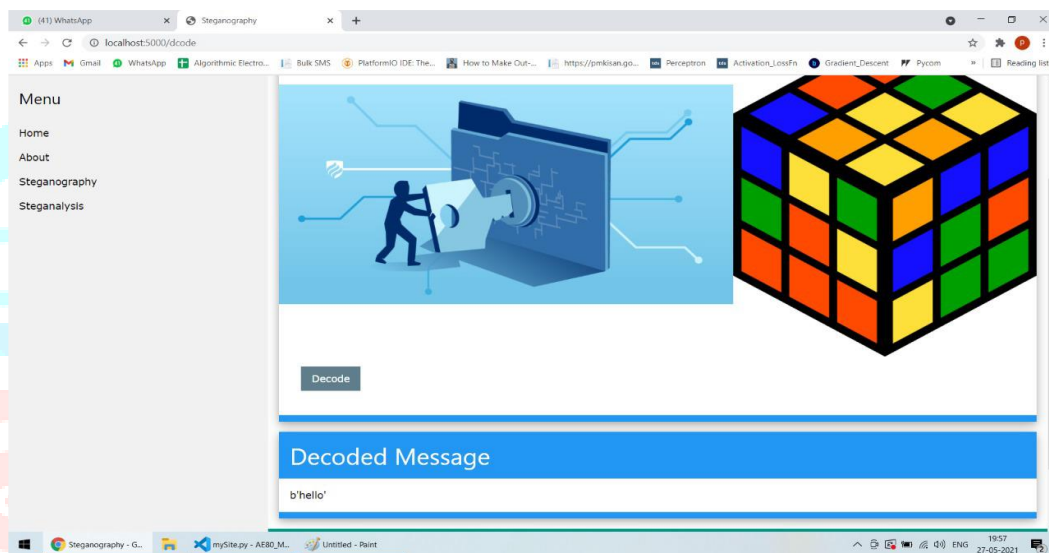 (41) WhatsApp
Steganography
localhost:5000/dcode
Apps Gmail WhatsApp Algorithmic Electro... Bulk SMS PlatformIO IDE: The... How to Make Out-... https://pmkisan.go... Perceptron Activation_LossFn Gradient_Descent Pycom » Reading list
Menu
Home
About
Steganography
Steganalysis
Decode
Decoded Message
b'hello'
Steganography - G... mySite.py - AE80_M... Untitled - Paint ENG 19:57
27-05-2021